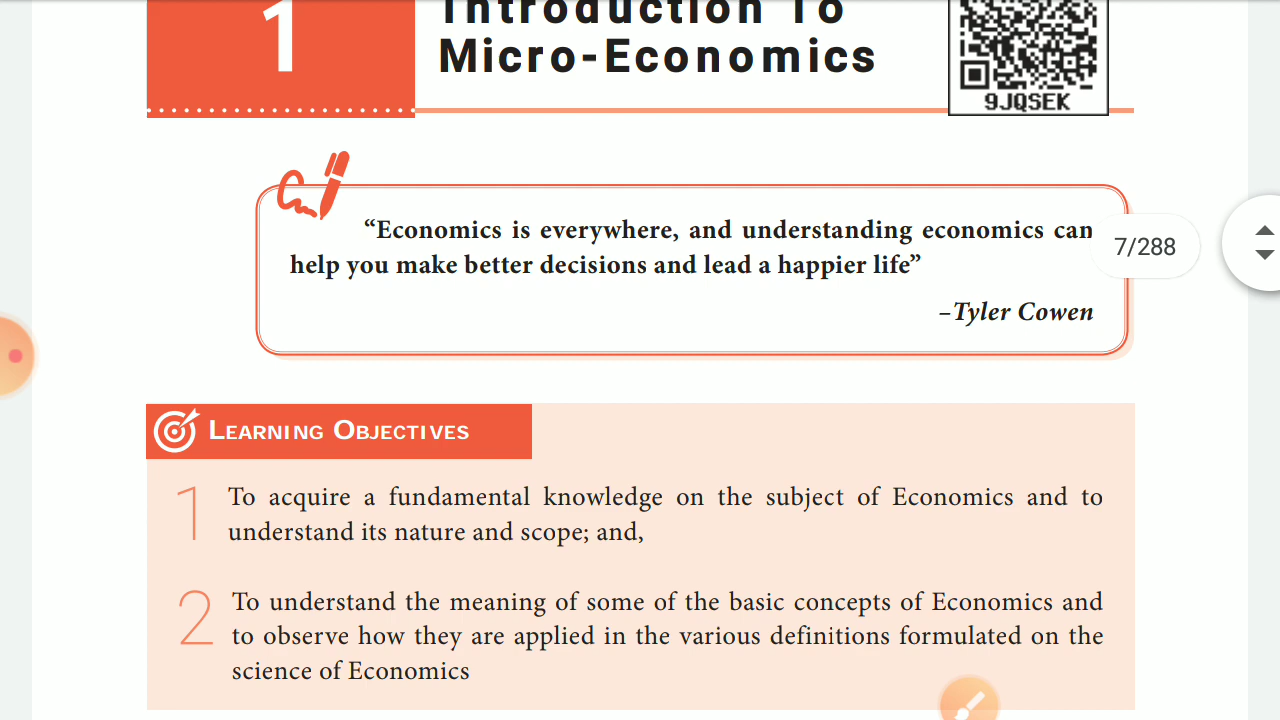 1
Introduction To
Micro-Economics
9JQSEK
“Economics is everywhere, and understanding economics can
help you make better decisions and lead a happier life”
–Tyler Cowen
7/288
Learning Objectives
1 To acquire a fundamental knowledge on the subject of Economics and to
understand its nature and scope; and,
2 To understand the meaning of some of the basic concepts of Economics and
to observe how they are applied in the various definitions formulated on the
science of Economics